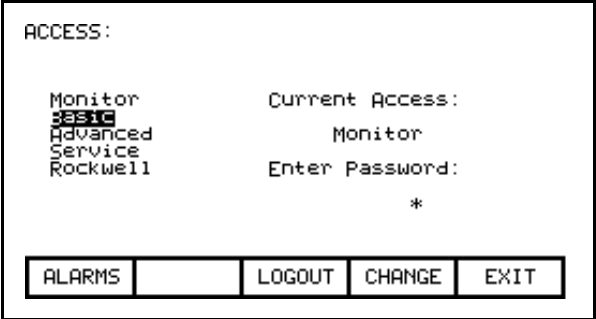 ACCESS:
Monitor
Basic
Advanced
Service
Rockwell
Current Access:
Monitor
Enter Password:
*
ALARMS LOGOUT CHANGE EXIT